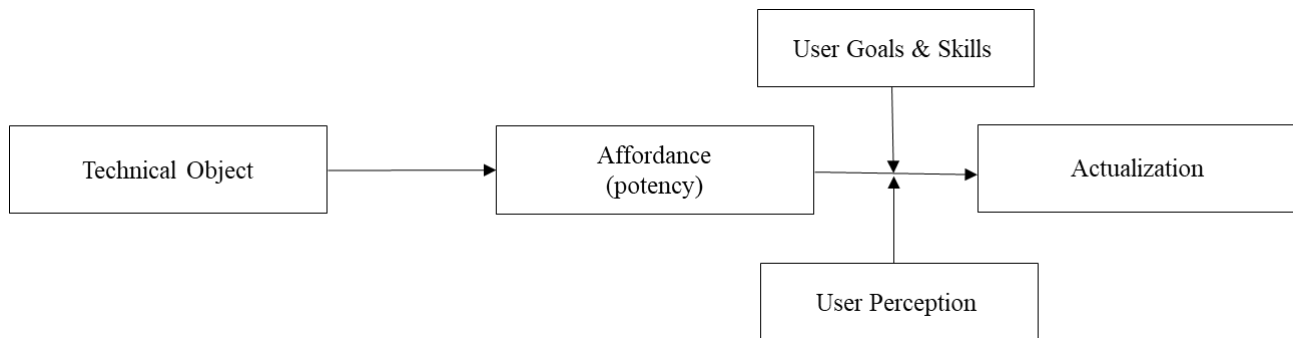 User Goals & Skills
Technical Object
Affordance
(potency)
Actualization
User Perception